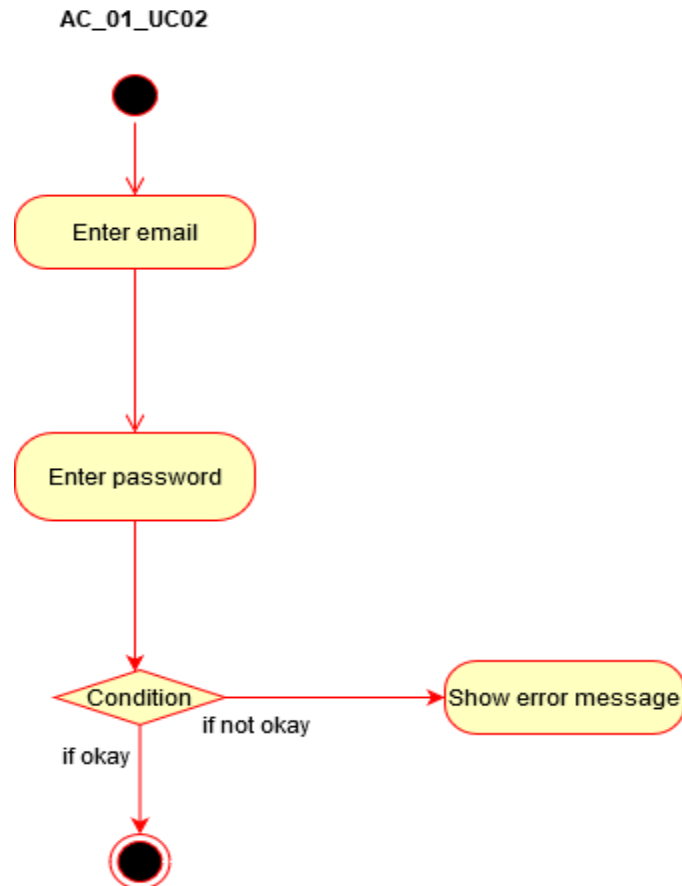 AC_01_UC02
Enter email
Enter password
Condition
Show error message
if not okay
if okay